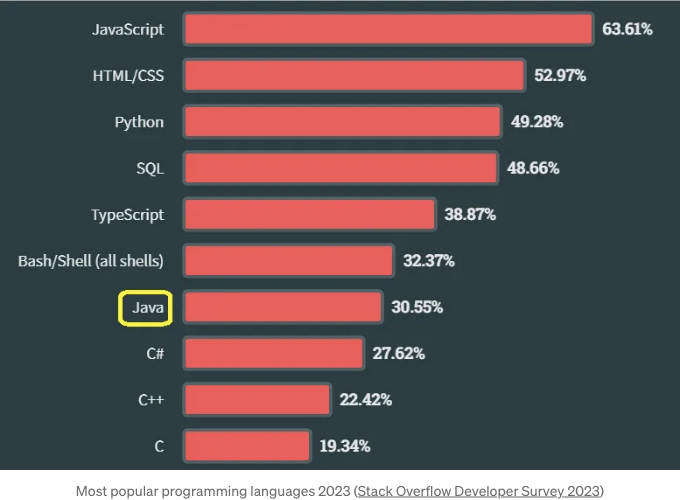 JavaScript 63.61%
HTML/CSS 52.97%
Python 49.28%
SQL 48.66%
TypeScript 38.87%
Bash/Shell (all shells) 32.37%
Java 30.55%
C# 27.62%
C++ 22.42%
C 19.34%
Most popular programming languages 2023 (Stack Overflow Developer Survey 2023)